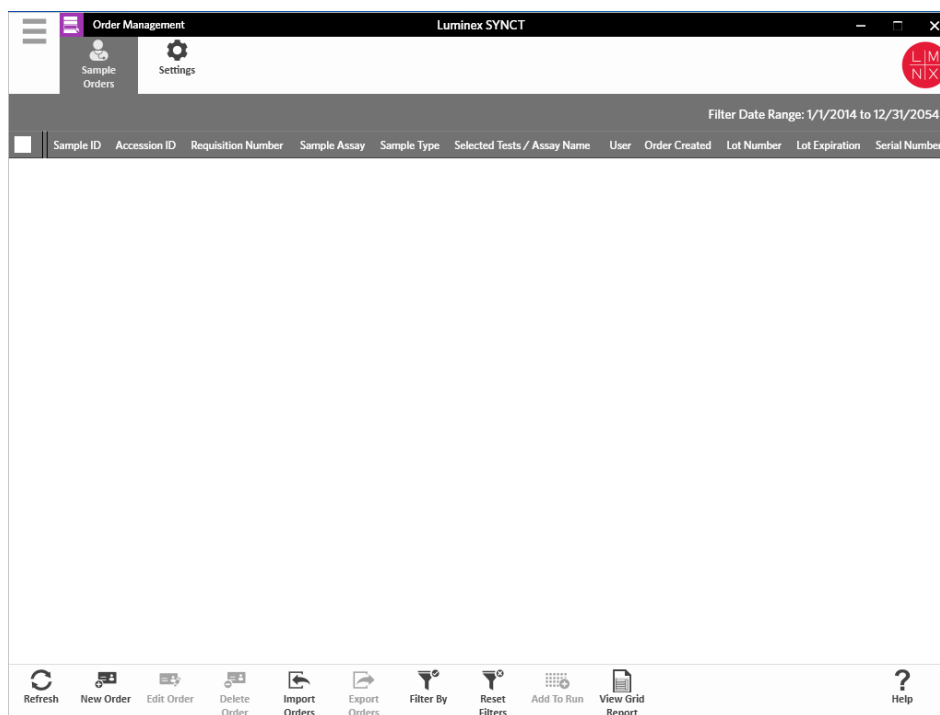 Order Management
Luminex SYNCT
Sample
Orders
Settings
L M
N X
Filter Date Range: 1/1/2014 to 12/31/2054
Sample ID Accession ID Requisition Number Sample Assay Sample Type Selected Tests / Assay Name User Order Created Lot Number Lot Expiration Serial Number
Refresh New Order Edit Order Delete Import Export Filter By Reset Add To Run View Grid Help
Order Orders Orders Filters Report